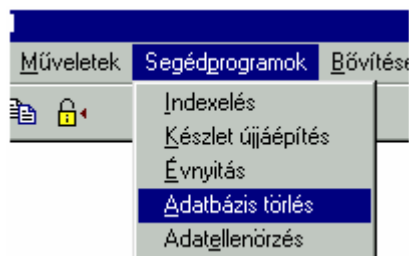 Műveletek Segédprogramok Bővítése
Indexelés
Készlet újjáépítés
Évnyitás
Adatbázis törlés
Adatellenörzés